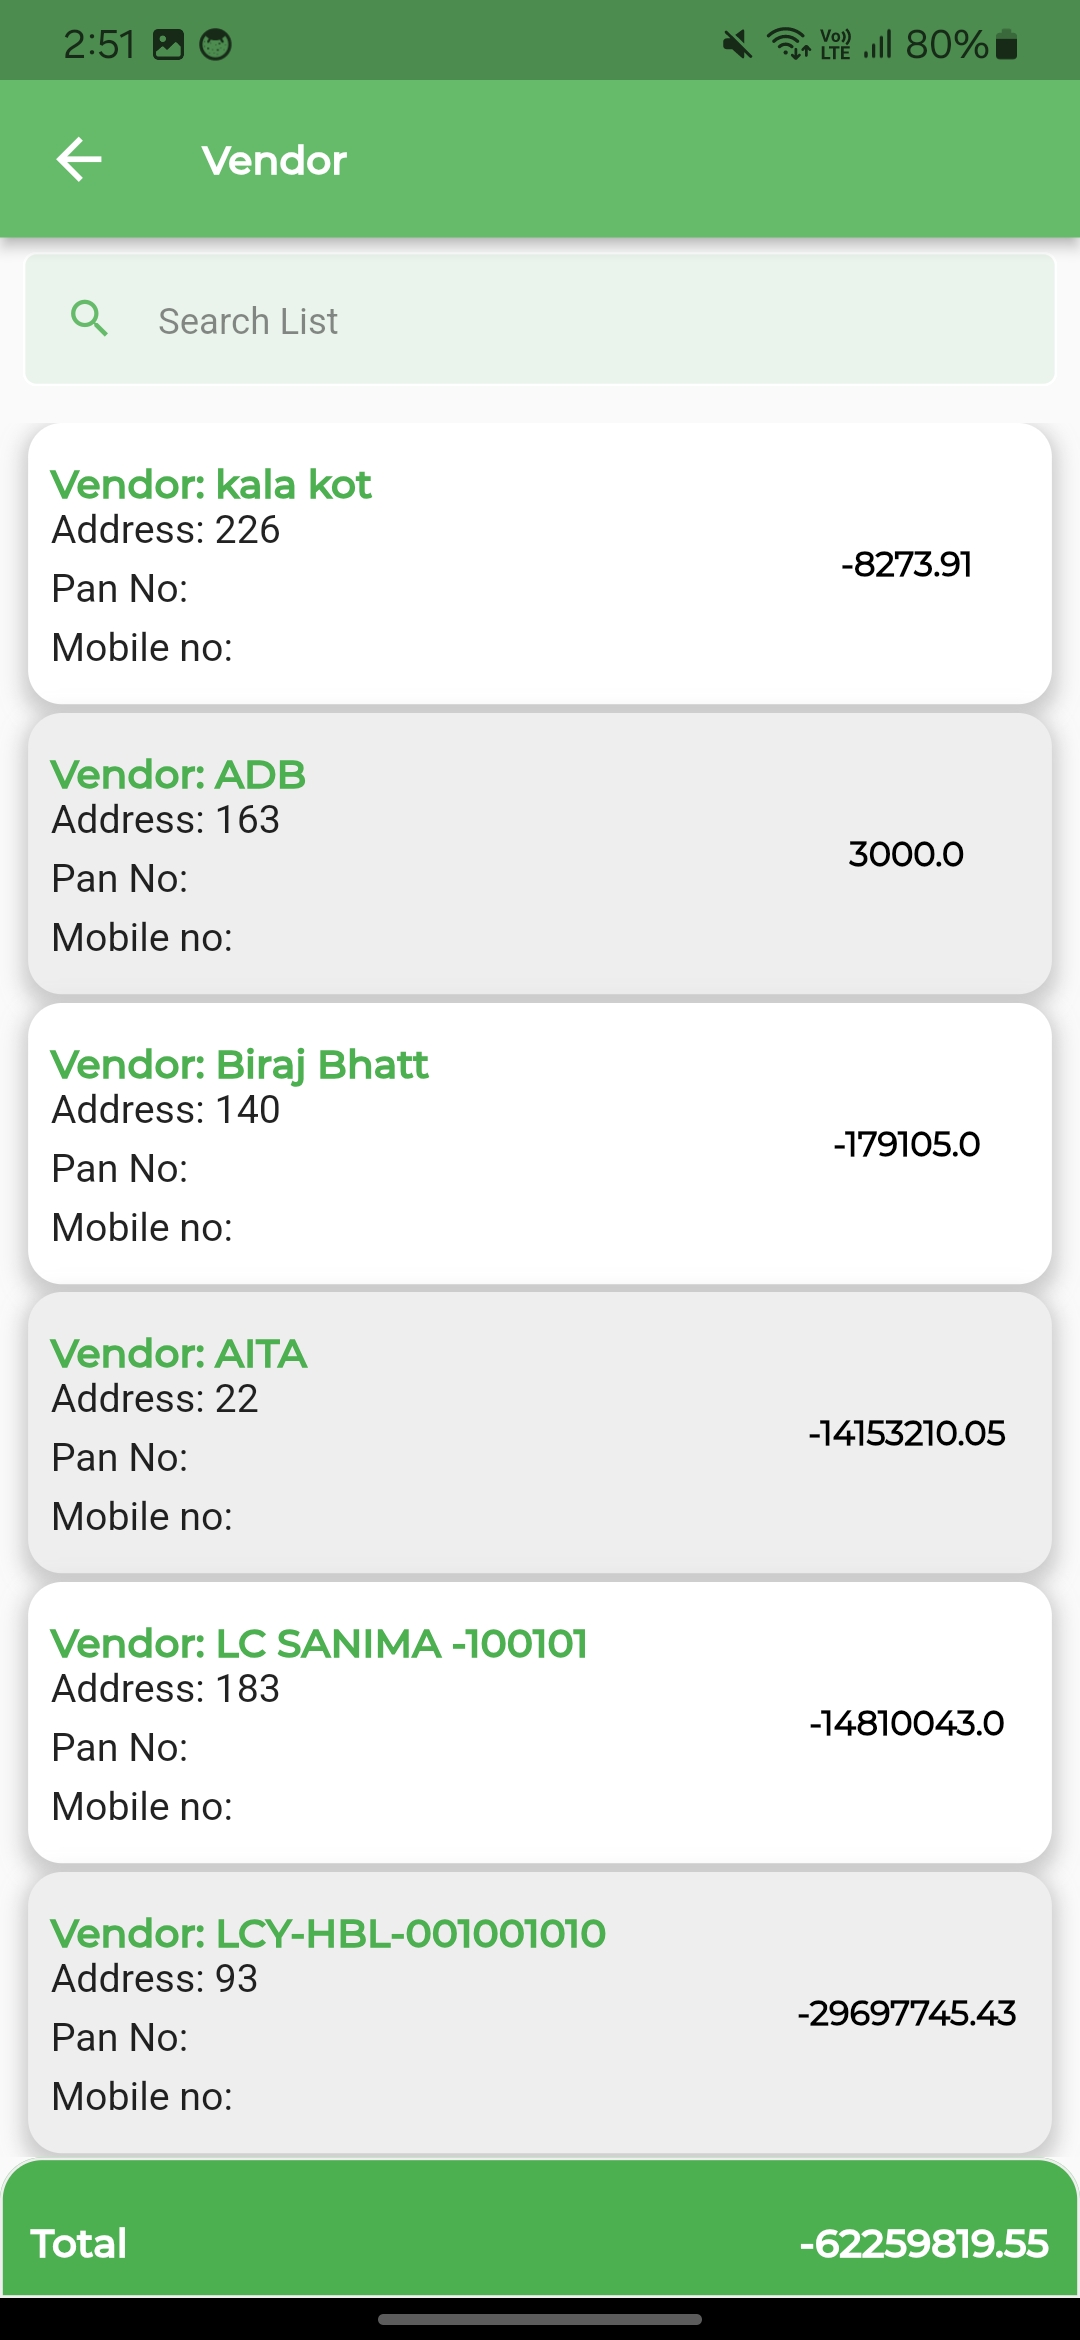 2:51 Vo)) LTE 80%
Vendor
Search List
Vendor: kala kot
Address: 226
-8273.91
Pan No:
Mobile no:
Vendor: ADB
Address: 163
3000.0
Pan No:
Mobile no:
Vendor: Biraj Bhatt
Address: 140
-179105.0
Pan No:
Mobile no:
Vendor: AITA
Address: 22
-14153210.05
Pan No:
Mobile no:
Vendor: LC SANIMA -100101
Address: 183
-14810043.0
Pan No:
Mobile no:
Vendor: LCY-HBL-001001010
Address: 93
-29697745.43
Pan No:
Mobile no:
Total -62259819.55